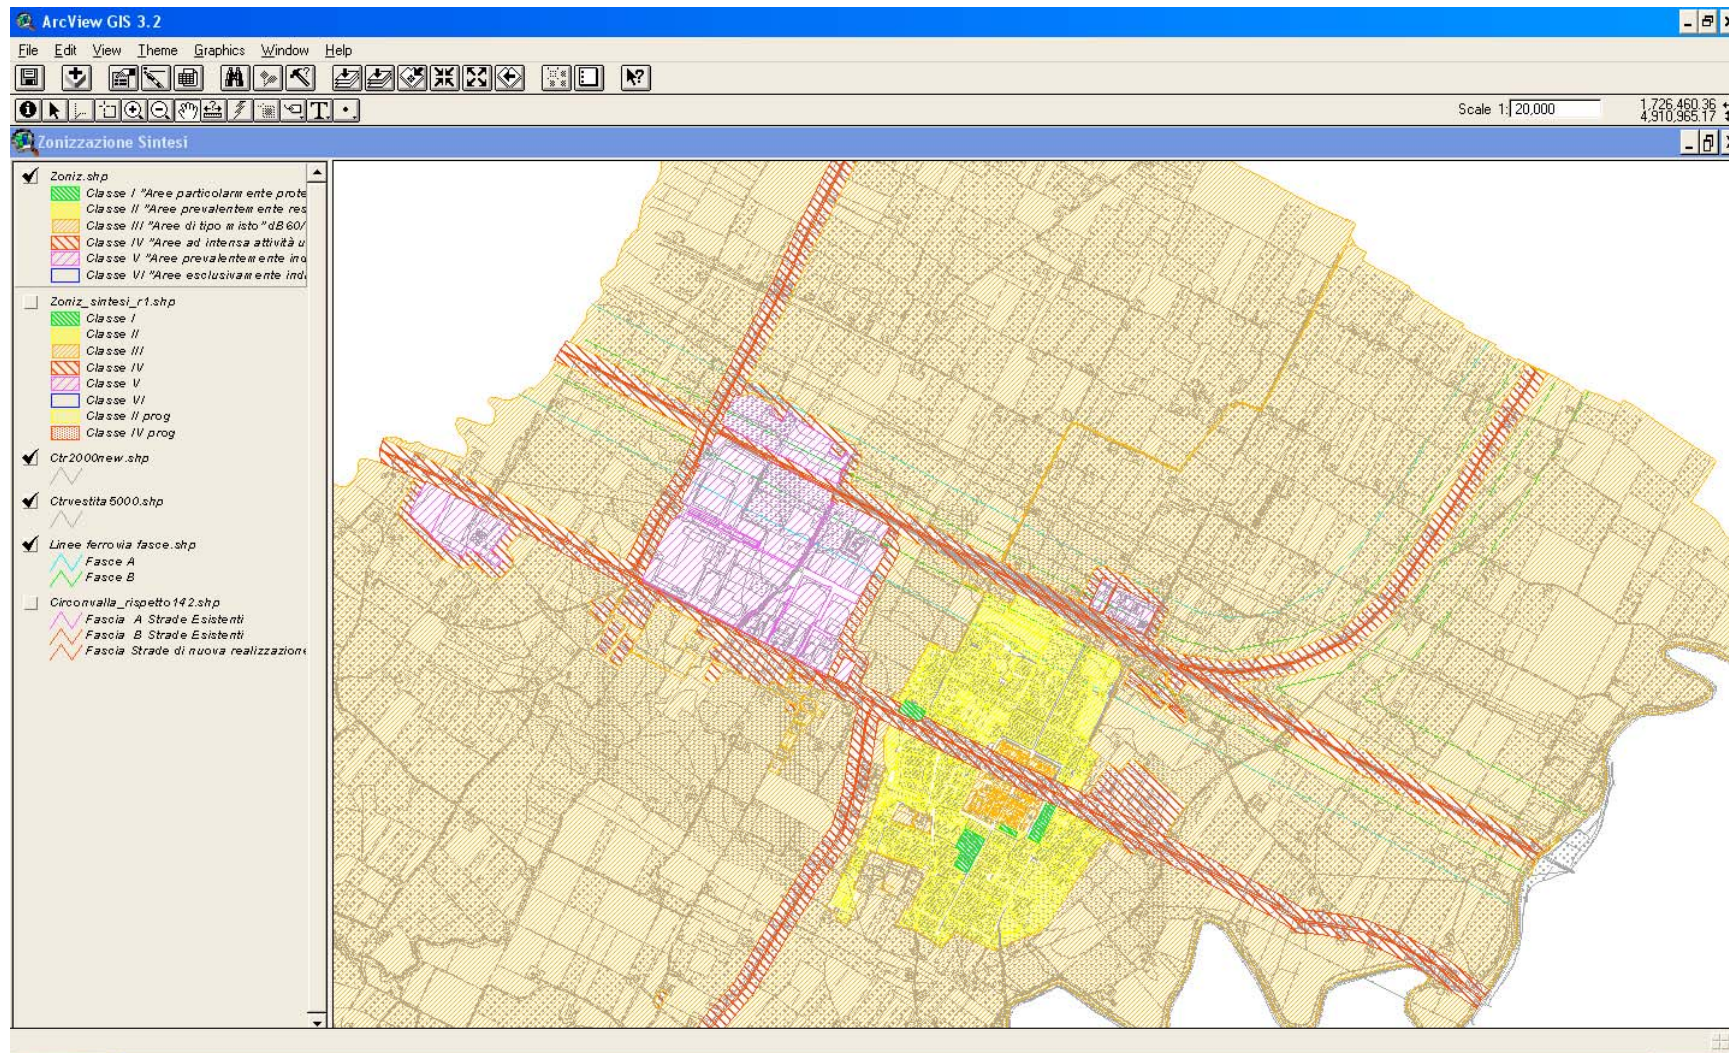 ArcView GIS 3.2
File Edit View Theme Graphics Window Help
Scale 1: 20,000
1,726,460.36
4,910,965.17
Zonizzazione Sintesi
Zoniz.shp
Classe I "Aree particolarmente prote
Classe II "Aree prevalentemente res
Classe III "Aree di tipo misto" dB 60/
Classe IV "Aree ad intensa attività u
Classe V "Aree prevalentemente ind
Classe VI "Aree esclusivamente indu
Zoniz_sintesi_r1.shp
Classe I
Classe II
Classe III
Classe IV
Classe V
Classe VI
Classe II prog
Classe IV prog
Ctr2000new.shp
Ctrvestita5000.shp
Linee ferrovia fasce.shp
Fasce A
Fasce B
Circonvalla_rispetto142.shp
Fascia A Strade Esistenti
Fascia B Strade Esistenti
Fascia Strade di nuova realizzazione